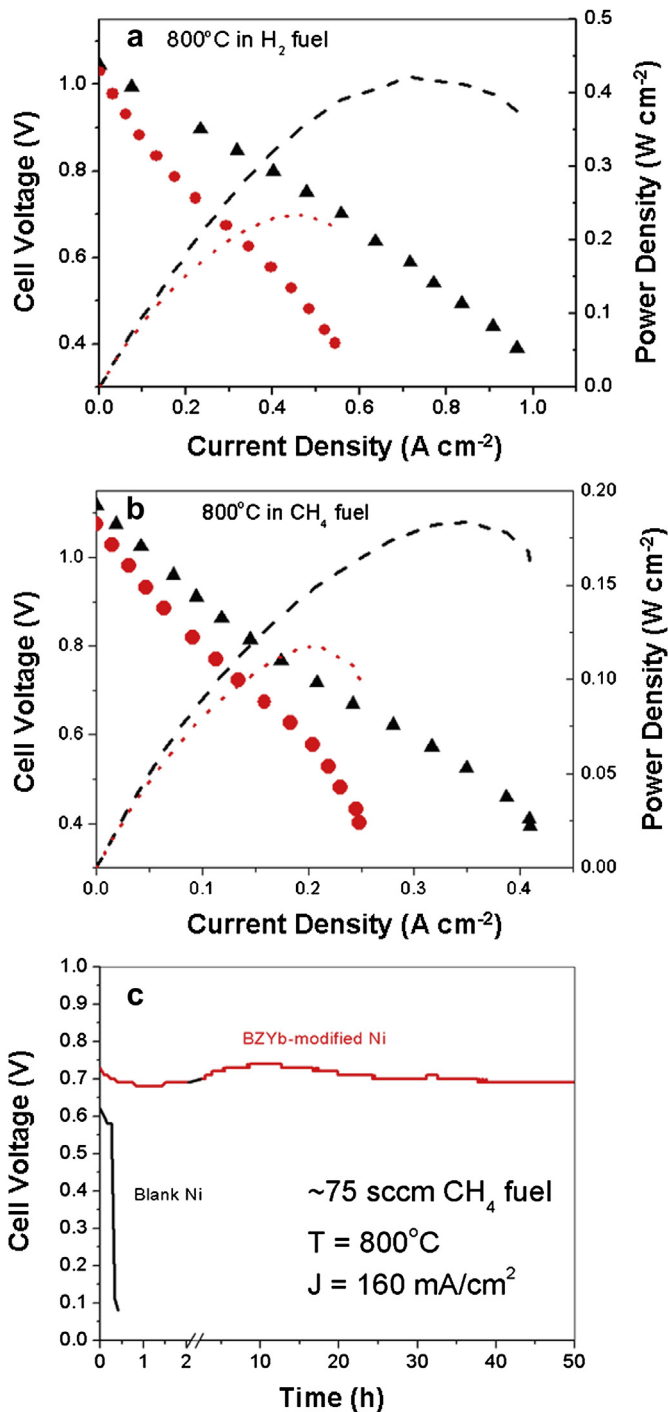 a 800°C in H₂ fuel
Cell Voltage (V)
1.0
0.8
0.6
0.4
0.5
0.4
0.3
0.2
0.1
0.0
Power Density (W cm⁻²)
0.0 0.2 0.4 0.6 0.8 1.0
Current Density (A cm⁻²)
b 800°C in CH₄ fuel
Cell Voltage (V)
1.0
0.8
0.6
0.4
0.20
0.15
0.10
0.05
0.00
Power Density (W cm⁻²)
0.0 0.1 0.2 0.3 0.4
Current Density (A cm⁻²)
c
Cell Voltage (V)
1.0
0.9
0.8
0.7
0.6
0.5
0.4
0.3
0.2
0.1
0.0
BZYb-modified Ni
Blank Ni
~75 sccm CH₄ fuel
T = 800°C
J = 160 mA/cm²
0 1 2 10 20 30 40 50
Time (h)